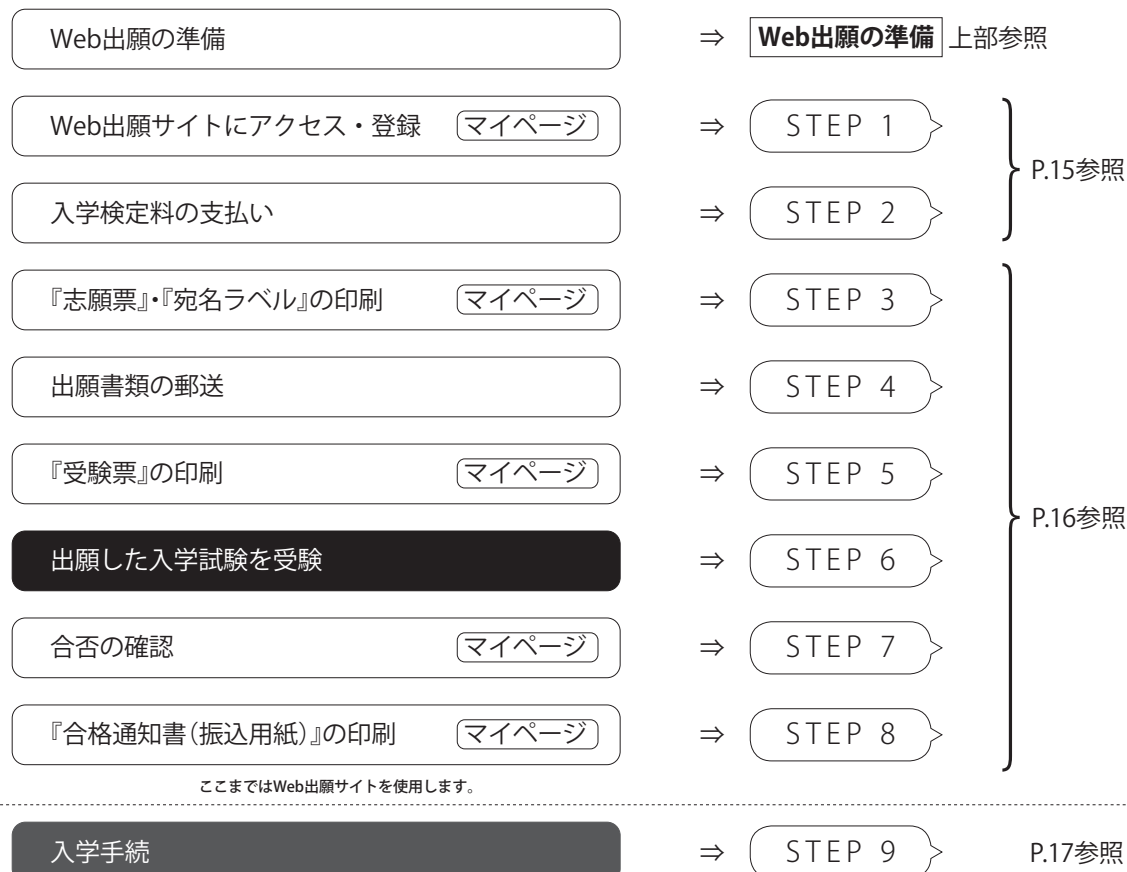 Web出願の準備 ⇒ Web出願の準備 上部参照
Web出願サイトにアクセス・登録 マイページ ⇒ STEP 1
P.15参照
入学検定料の支払い ⇒ STEP 2
『志願票』・『宛名ラベル』の印刷 マイページ ⇒ STEP 3
出願書類の郵送 ⇒ STEP 4
『受験票』の印刷 マイページ ⇒ STEP 5
P.16参照
出願した入学試験を受験 ⇒ STEP 6
合否の確認 マイページ ⇒ STEP 7
『合格通知書(振込用紙)』の印刷 マイページ ⇒ STEP 8
ここまではWeb出願サイトを使用します。
入学手続 ⇒ STEP 9 P.17参照